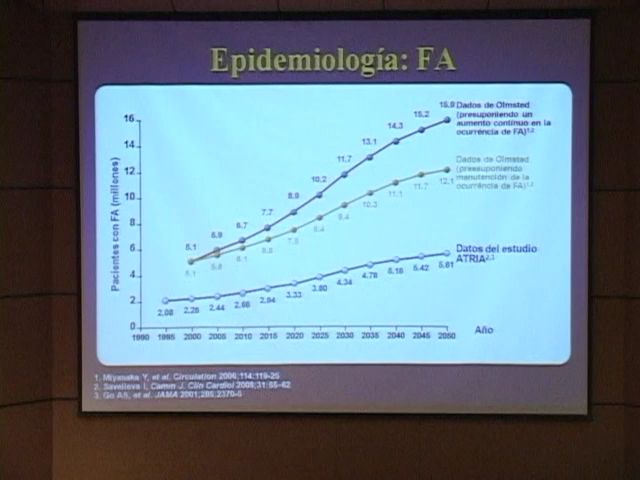 Epidemiología: FA
Pacientes con FA (millones)
16
14
12
10
8
6
4
2
0
15,9
15,2
14,3
13,1
11,7
10,2
8,9
7,7
6,7
5,9
5,1
Dados de Olmsted
(presuponiendo un
aumento continuo en la
ocurrência de FA)1,2
12,1
11,7
11,1
10,3
9,4
8,4
7,5
6,8
6,1
5,6
5,1
Dados de Olmsted
(presuponiendo
manutención de la
ocurrência de FA)1,2
2,08
2,26
2,44
2,66
2,94
3,33
3,80
4,34
4,78
5,16
5,42
5,61
Datos del estudio
ATRIA2,3
1990 1995 2000 2005 2010 2015 2020 2025 2030 2035 2040 2045 2050
Año
1. Miyasaka Y, et al. Circulation 2006;114:119-25
2. Savelieva I, Camm J. Clin Cardiol 2008;31:55-62
3. Go AS, et al. JAMA 2001;285:2370-5